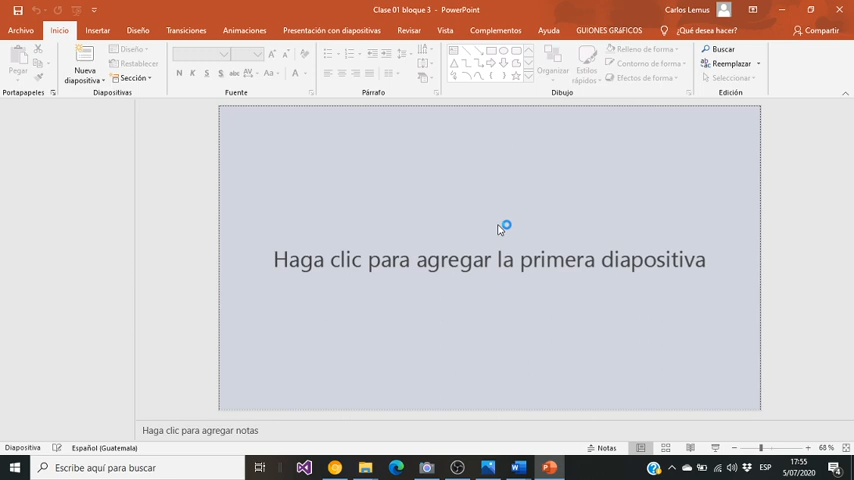 Clase 01 bloque 3 - PowerPoint
Carlos Lemus
Archivo Inicio Insertar Diseño Transiciones Animaciones Presentación con diapositivas Revisar Vista Complementos Ayuda GUIONES GRáFICOS ¿Qué desea hacer? Compartir
Pegar
Nueva diapositiva
Diseño
Restablecer
Sección
N K S S abc AV Aa A
Organizar
Estilos rápidos
Relleno de forma
Contorno de forma
Efectos de forma
Buscar
Reemplazar
Seleccionar
Portapapeles Diapositivas Fuente Párrafo Dibujo Edición
Haga clic para agregar la primera diapositiva
Haga clic para agregar notas
Diapositiva Español (Guatemala) Notas 68 %
Escribe aquí para buscar
ESP
17:55
5/07/2020
4